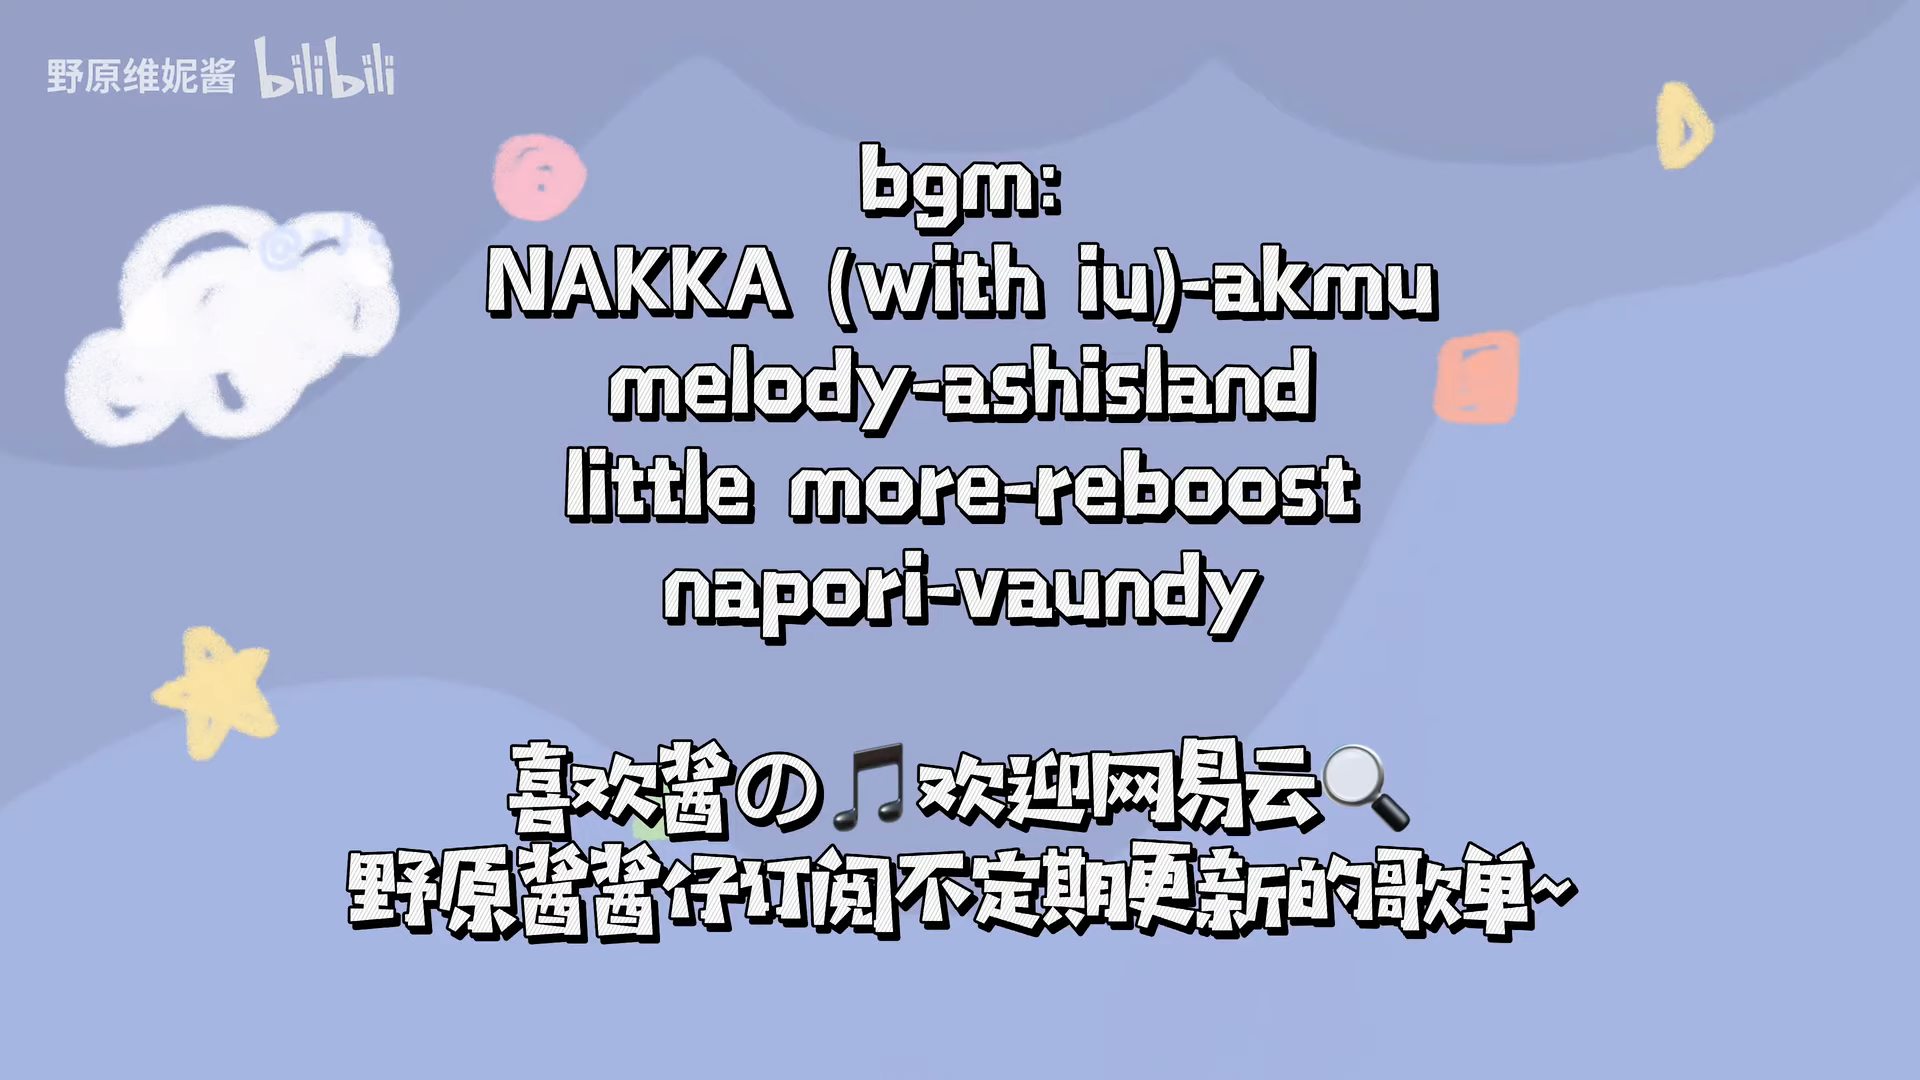 野原维妮酱 bilibili
bgm:
NAKKA (with iu)-akmu
melody-ashisland
little more-reboost
napori-vaundy
喜欢酱の🎵欢迎网易云🔍
野原酱酱仔订阅不定期更新的歌单~